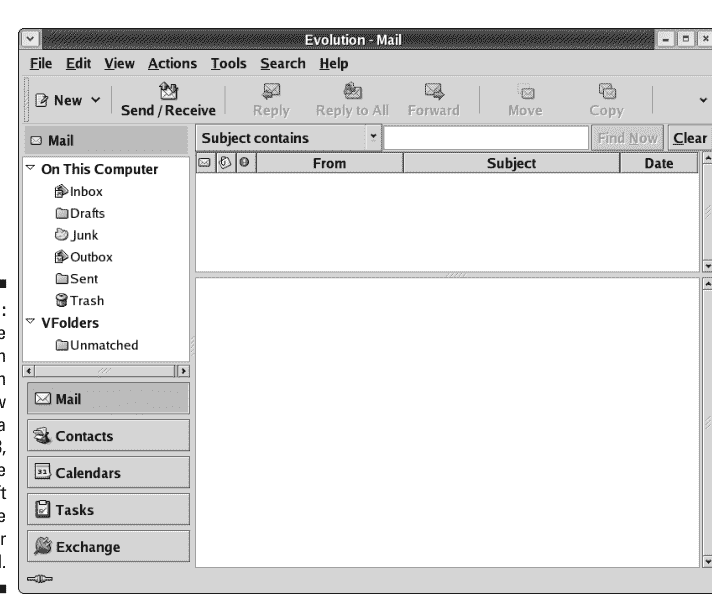 Evolution - Mail
File Edit View Actions Tools Search Help
New Send / Receive Reply Reply to All Forward Move Copy
Mail
Subject contains Find Now Clear
From Subject Date
On This Computer
Inbox
Drafts
Junk
Outbox
Sent
Trash
VFolders
Unmatched
Mail
Contacts
31 Calendars
Tasks
Exchange